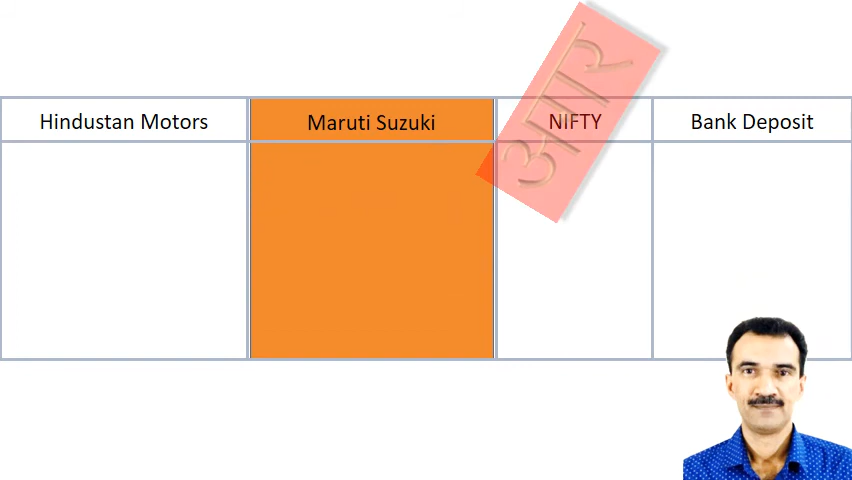 Hindustan Motors
Maruti Suzuki
NIFTY
Bank Deposit
आपार